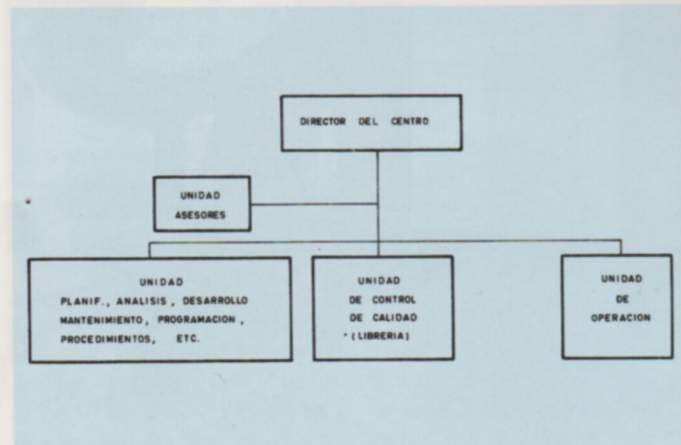 DIRECTOR DEL CENTRO
UNIDAD
ASESORES
UNIDAD
PLANIF., ANALISIS, DESARROLLO
MANTENIMIENTO, PROGRAMACION,
PROCEDIMIENTOS, ETC.
UNIDAD
DE CONTROL
DE CALIDAD
(LIBRERIA)
UNIDAD
DE
OPERACION